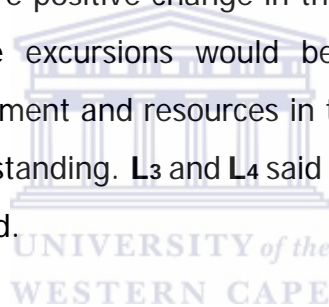 re positive change in th
e excursions would be
ment and resources in t
standing. L3 and L4 said
d.
UNIVERSITY of the
WESTERN CAPE